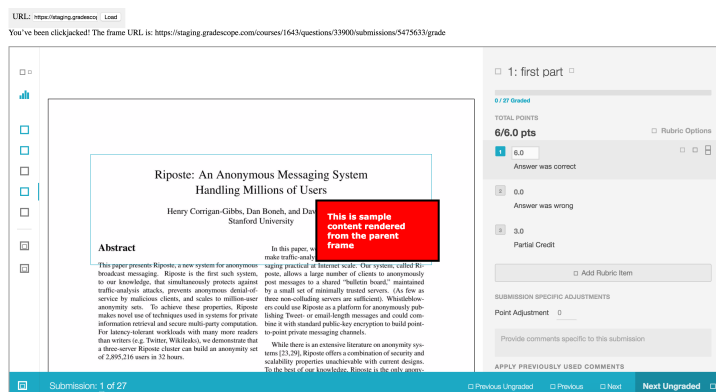 URL: https://staging.gradescop Load
You've been clickjacked! The frame URL is: https://staging.gradescope.com/courses/1643/questions/33900/submissions/5475633/grade
1: first part
0 / 27 Graded
TOTAL POINTS
6/6.0 pts
Rubric Options
1 6.0
Answer was correct
2 0.0
Answer was wrong
3 3.0
Partial Credit
Add Rubric Item
SUBMISSION SPECIFIC ADJUSTMENTS
Point Adjustment 0
Provide comments specific to this submission
APPLY PREVIOUSLY USED COMMENTS
Riposte: An Anonymous Messaging System
Handling Millions of Users
Henry Corrigan-Gibbs, Dan Boneh, and Dav
Stanford University
This is sample
content rendered
from the parent
frame
Abstract
This paper presents Riposte, a new system for anonymous
broadcast messaging. Riposte is the first such system,
to our knowledge, that simultaneously protects against
traffic-analysis attacks, prevents anonymous denial-of-
service by malicious clients, and scales to million-user
anonymity sets. To achieve these properties, Riposte
makes novel use of techniques used in systems for private
information retrieval and secure multi-party computation.
For latency-tolerant workloads with many more readers
than writers (e.g. Twitter, Wikileaks), we demonstrate that
a three-server Riposte cluster can build an anonymity set
of 2,895,216 users in 32 hours.
In this paper, w
make traffic-analy
saging practical at Internet scale. Our system, called Ri-
poste, allows a large number of clients to anonymously
post messages to a shared “bulletin board,” maintained
by a small set of minimally trusted servers. (As few as
three non-colluding servers are sufficient). Whistleblow-
ers could use Riposte as a platform for anonymously pub-
lishing Tweet- or email-length messages and could com-
bine it with standard public-key encryption to build point-
to-point private messaging channels.
While there is an extensive literature on anonymity sys-
tems [23,29], Riposte offers a combination of security and
scalability properties unachievable with current designs.
To the best of our knowledge, Riposte is the only anony-
Submission: 1 of 27
Previous Ungraded
Previous
Next
Next Ungraded